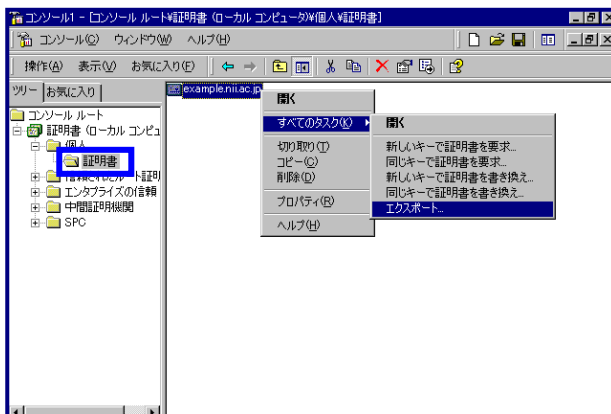 コンソール1 - [コンソール ルート¥証明書 (ローカル コンピュータ)¥個人¥証明書]
コンソール(C) ウィンドウ(W) ヘルプ(H)
操作(A) 表示(V) お気に入り(F)
ツリー お気に入り
コンソール ルート
証明書 (ローカル コンピュ
個人
証明書
信頼されたルート証明
エンタプライズの信頼
中間証明機関
SPC
example.nii.ac.jp
開く
すべてのタスク(K)
切り取り(T)
コピー(C)
削除(D)
プロパティ(R)
ヘルプ(H)
開く
新しいキーで証明書を要求...
同じキーで証明書を要求...
新しいキーで証明書を書き換え...
同じキーで証明書を書き換え...
エクスポート...